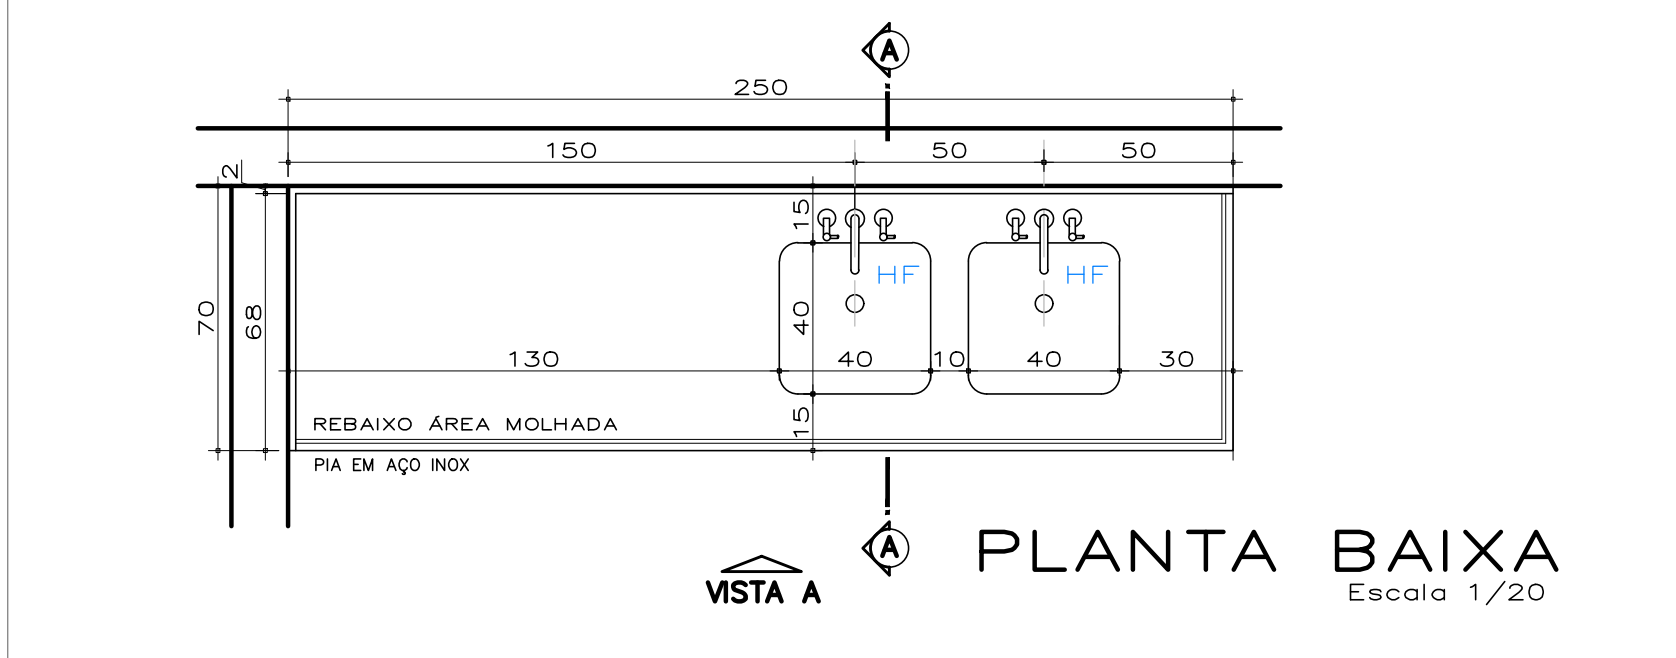 A
250
150 50 50
2
15
HF HF
70 68 40
130 40 10 40 30
15
REBAIXO ÁREA MOLHADA
PIA EM AÇO INOX
A
PLANTA BAIXA
VISTA A
Escala 1/20